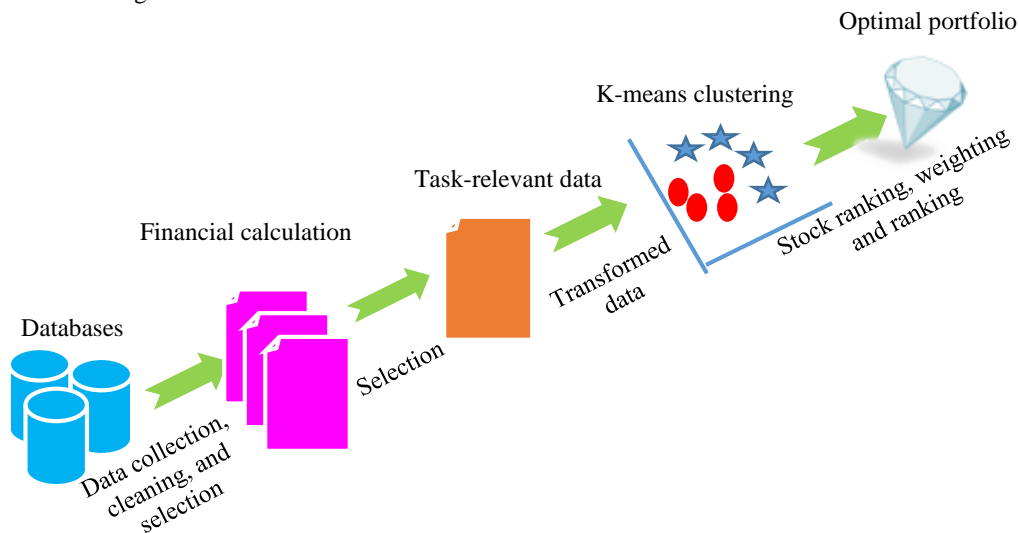 Optimal portfolio
K-means clustering
Task-relevant data
Financial calculation
Databases
Data collection,
cleaning, and
selection
Selection
Transformed
data
Stock ranking, weighting
and ranking